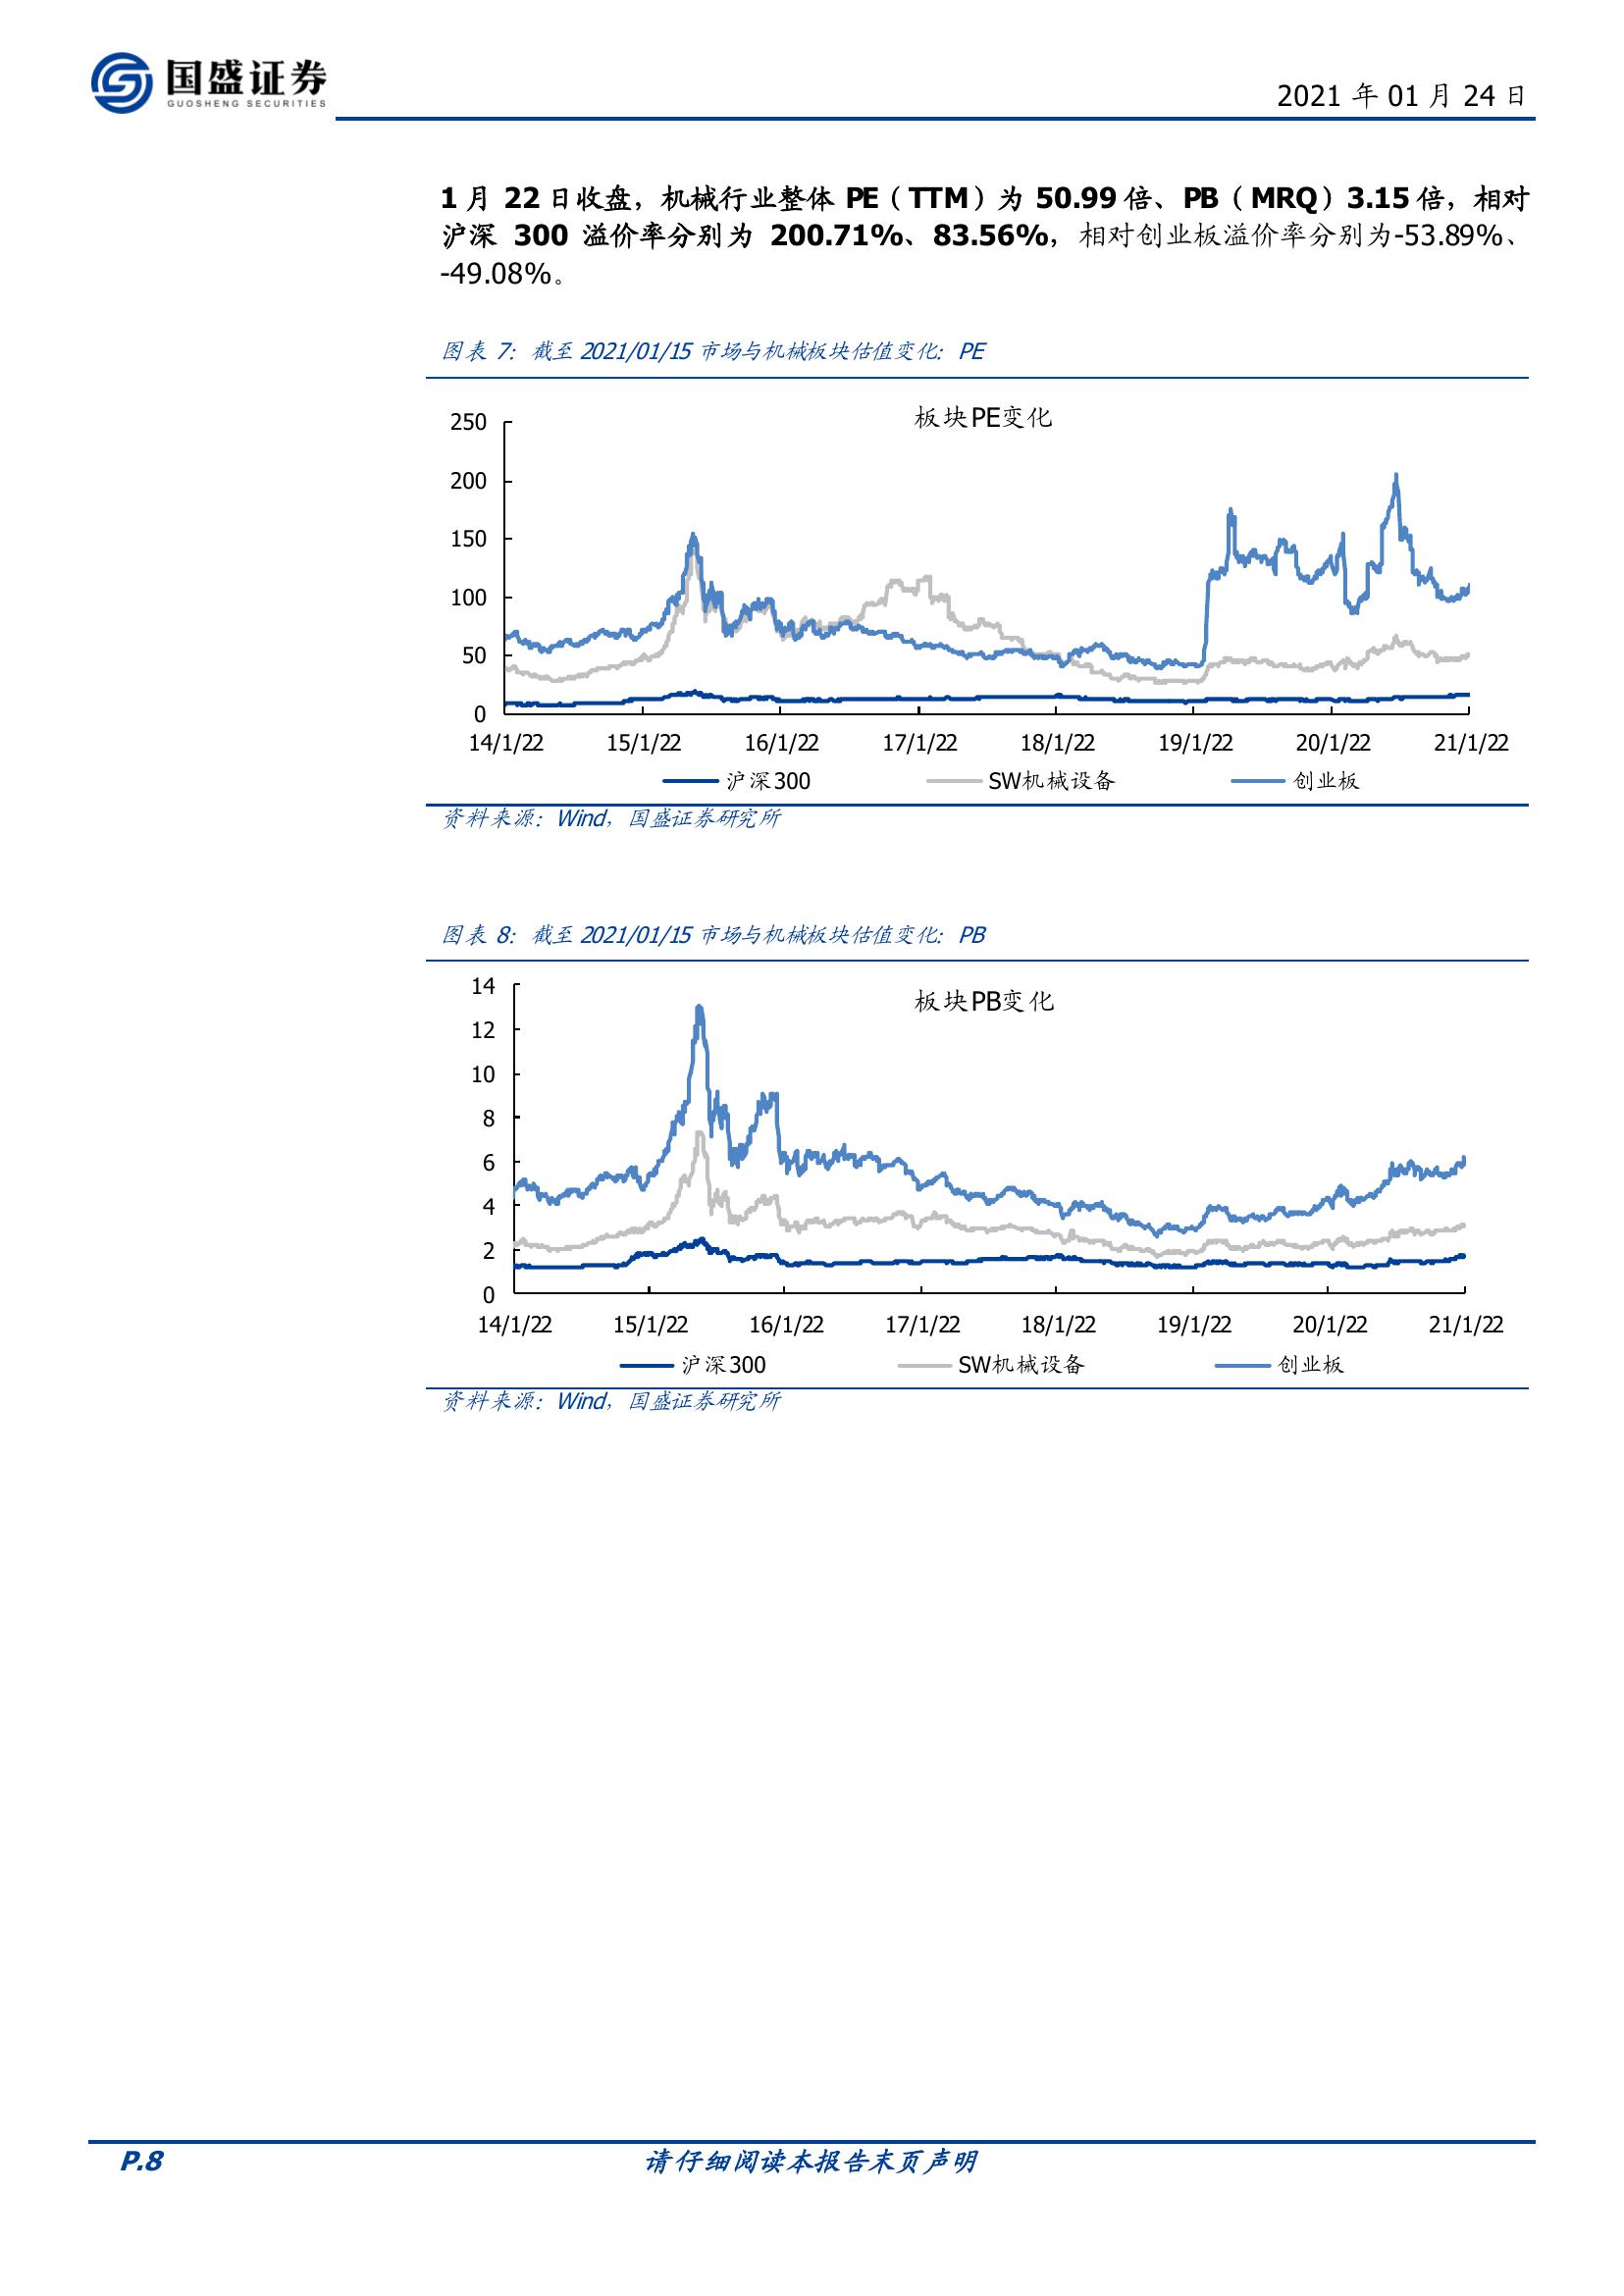 国盛证券
GUOSHENG SECURITIES
2021 年 01 月 24 日
1 月 22 日收盘，机械行业整体 PE（TTM）为 50.99 倍、PB（MRQ）3.15 倍，相对
沪深 300 溢价率分别为 200.71%、83.56%，相对创业板溢价率分别为-53.89%、
-49.08%。
图表 7：截至 2021/01/15 市场与机械板块估值变化：PE
板块PE变化
250
200
150
100
50
0
14/1/22 15/1/22 16/1/22 17/1/22 18/1/22 19/1/22 20/1/22 21/1/22
沪深300 SW机械设备 创业板
资料来源：Wind，国盛证券研究所
图表 8：截至 2021/01/15 市场与机械板块估值变化：PB
板块PB变化
14
12
10
8
6
4
2
0
14/1/22 15/1/22 16/1/22 17/1/22 18/1/22 19/1/22 20/1/22 21/1/22
沪深300 SW机械设备 创业板
资料来源：Wind，国盛证券研究所
P.8 请仔细阅读本报告末页声明